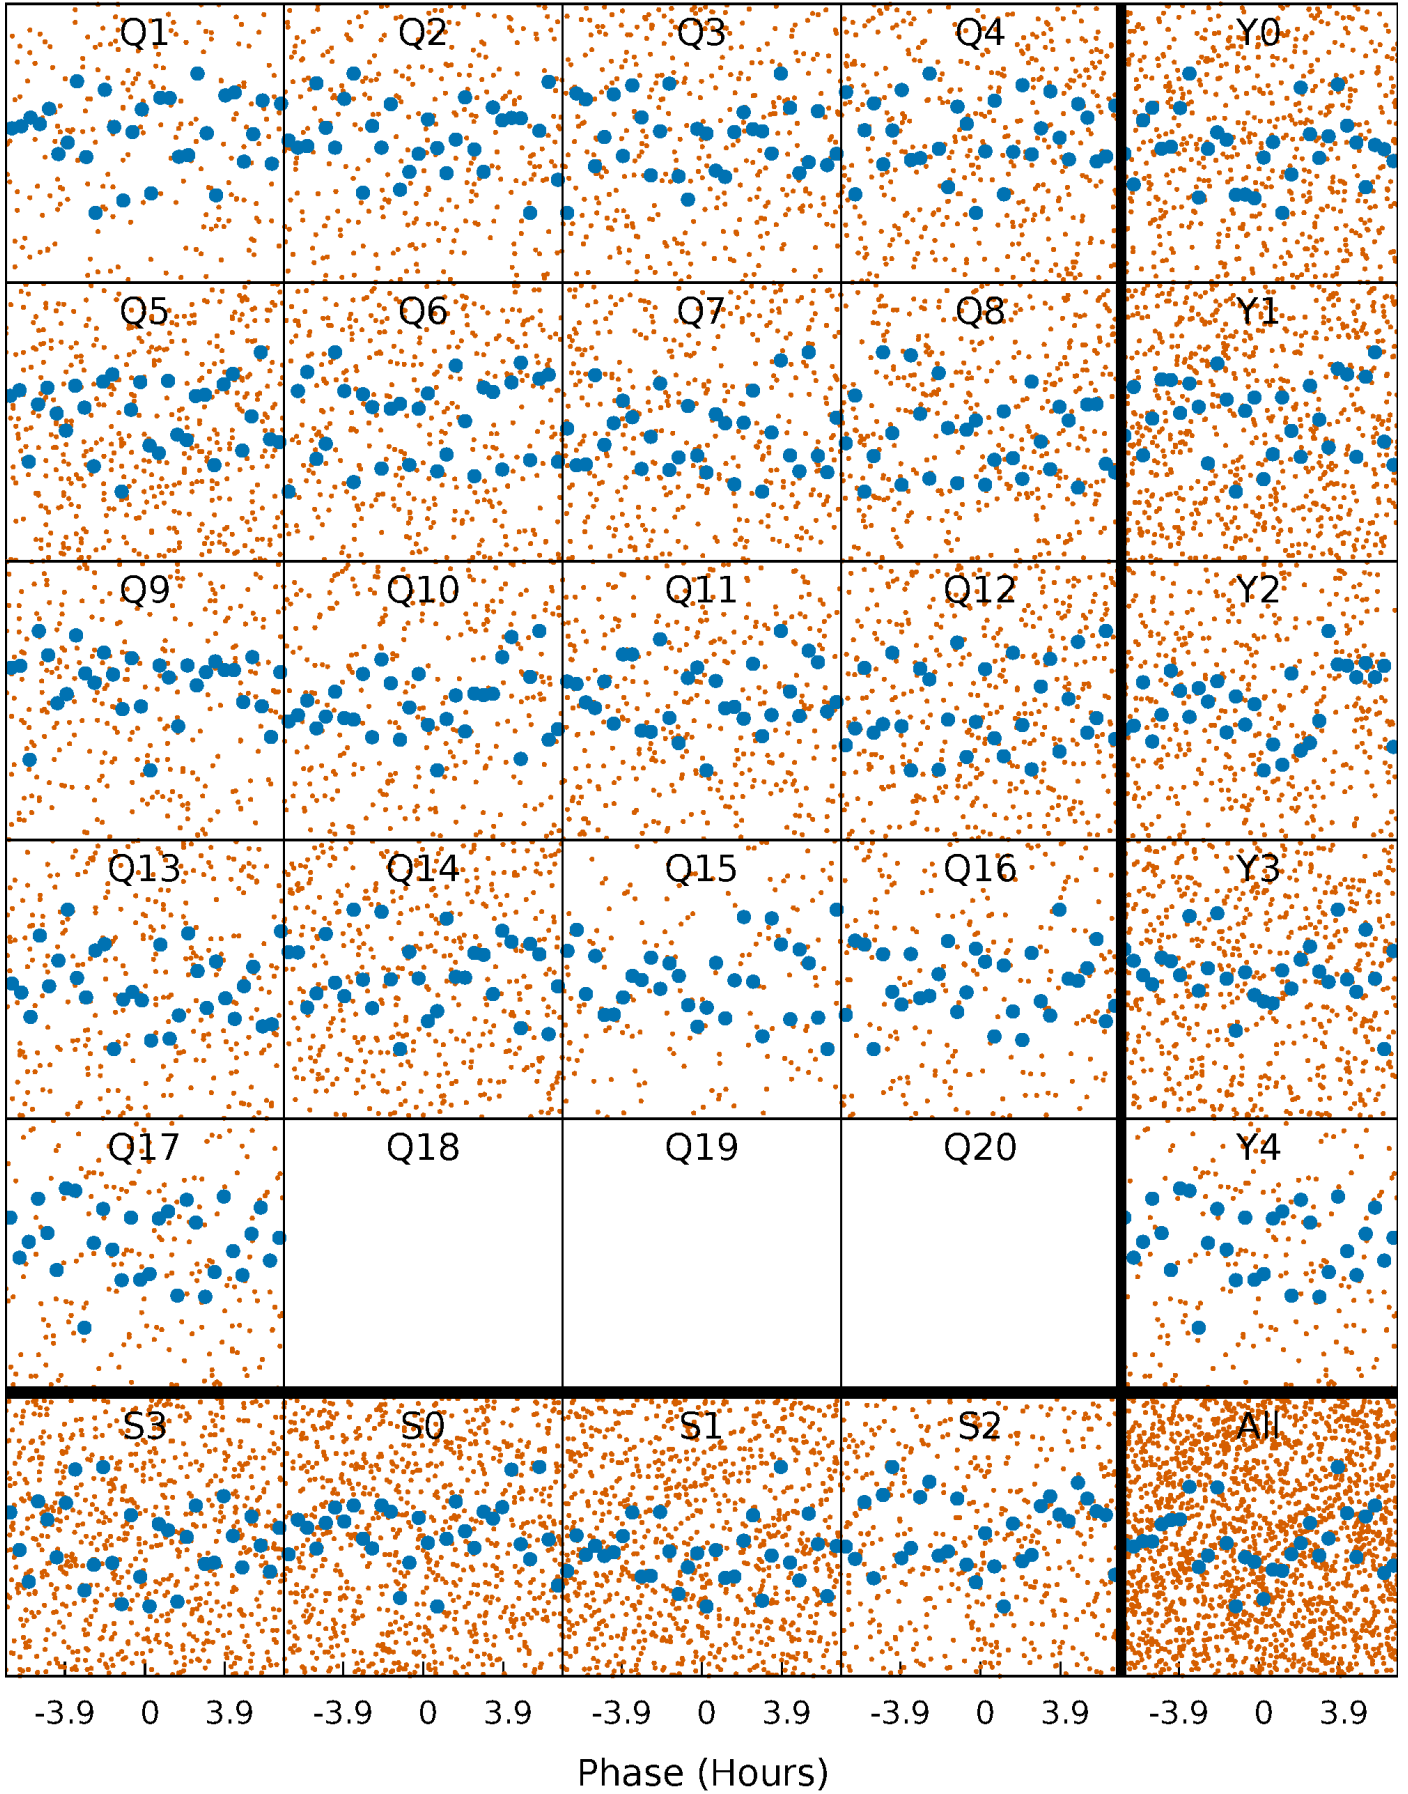 Q1 Q2 Q3 Q4 Y0
Q5 Q6 Q7 Q8 Y1
Q9 Q10 Q11 Q12 Y2
Q13 Q14 Q15 Q16 Y3
Q17 Q18 Q19 Q20 Y4
S3 S0 S1 S2 All
-3.9 0 3.9 -3.9 0 3.9 -3.9 0 3.9 -3.9 0 3.9 -3.9 0 3.9
Phase (Hours)